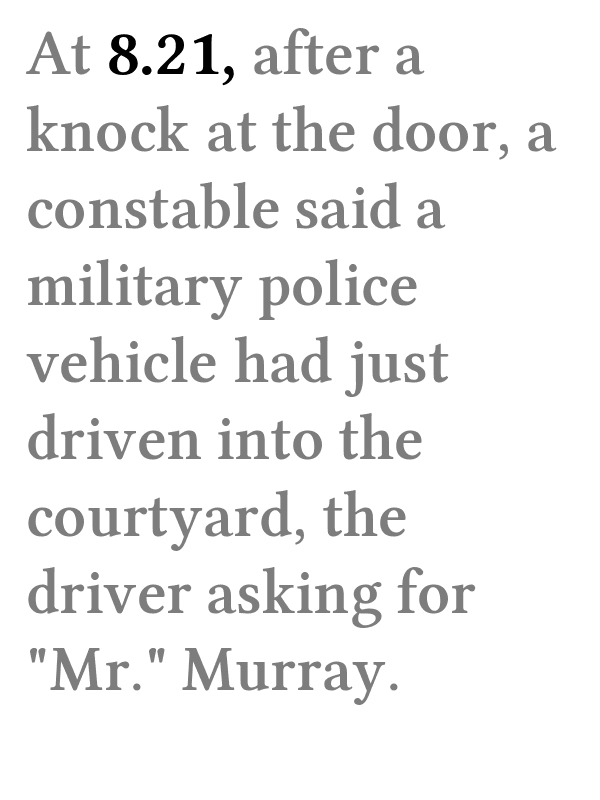 At 8.21, after a
knock at the door, a
constable said a
military police
vehicle had just
driven into the
courtyard, the
driver asking for
"Mr." Murray.